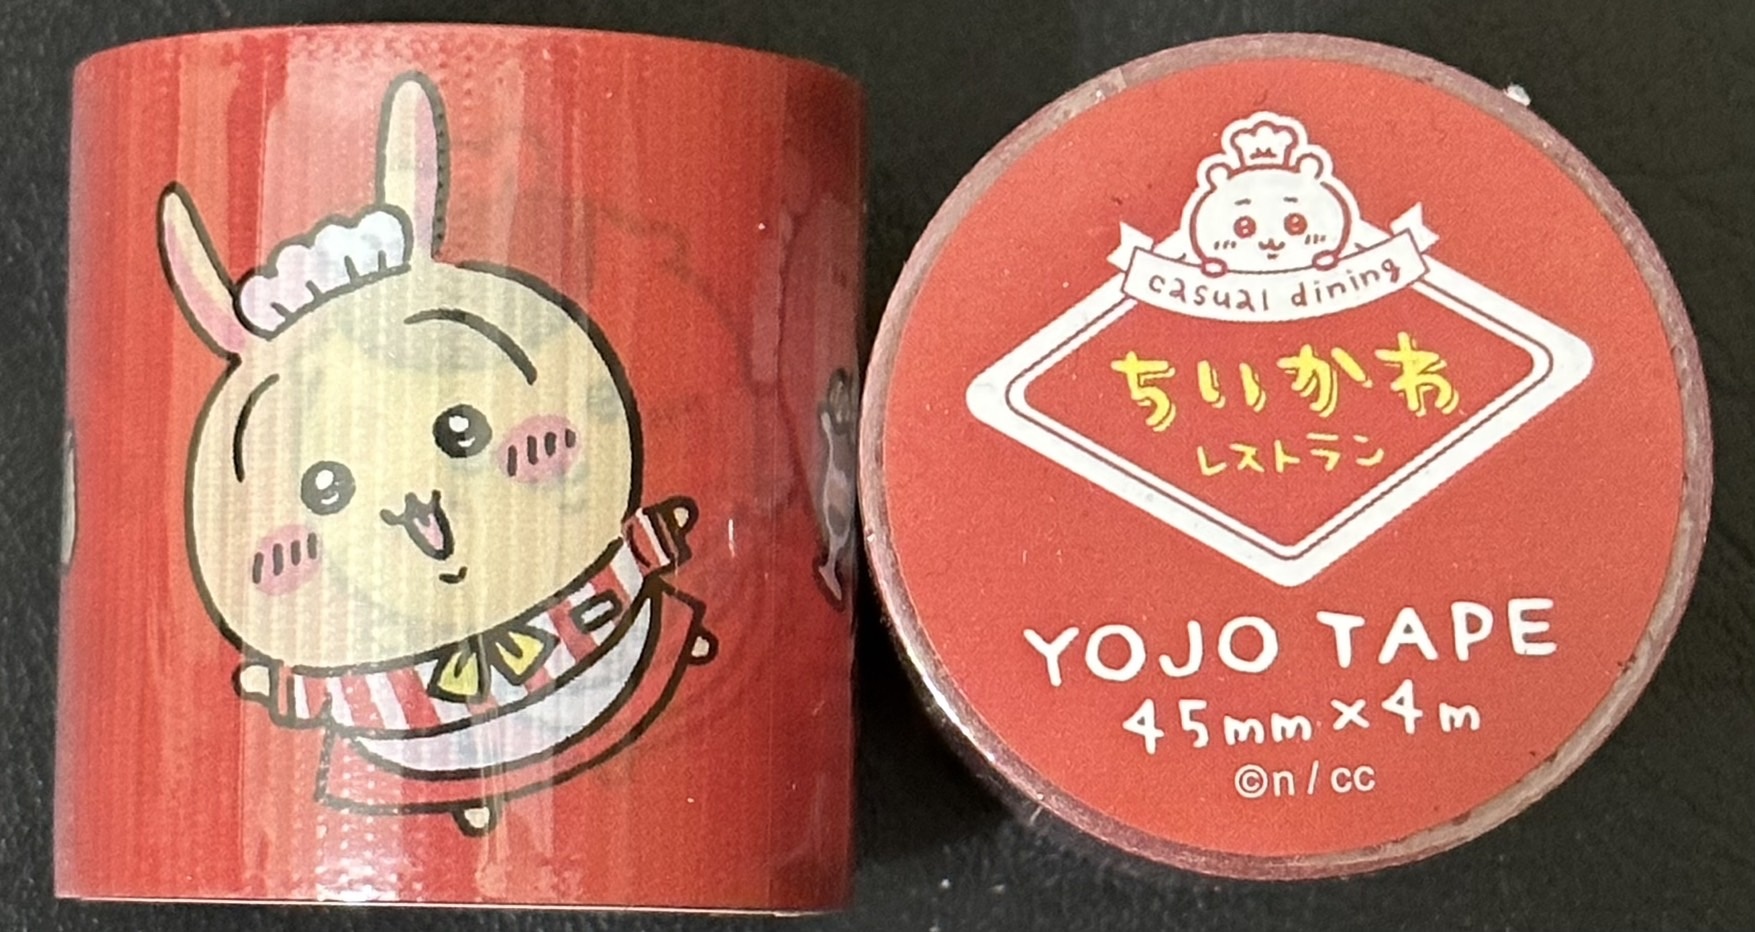 casual dining
ちいかわ
レストラン
YOJO TAPE
45mm×4m
©n/cc